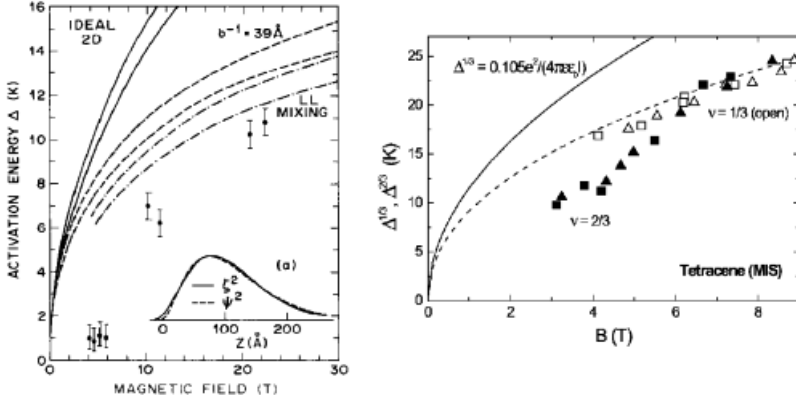 IDEAL
2D
b⁻¹ = 39Å
LL
MIXING
(a)
ζ²
ψ²
0 100 200
Z(Å)
16
14
12
10
8
6
4
2
0
0 10 20 30
ACTIVATION ENERGY Δ (K)
MAGNETIC FIELD (T)
Δ^{1/3} = 0.105e²/(4πεε₀l)
ν = 1/3 (open)
ν = 2/3
Tetracene (MIS)
30
25
20
15
10
5
0
0 2 4 6 8
Δ^{1/3}, Δ^{2/3} (K)
B (T)